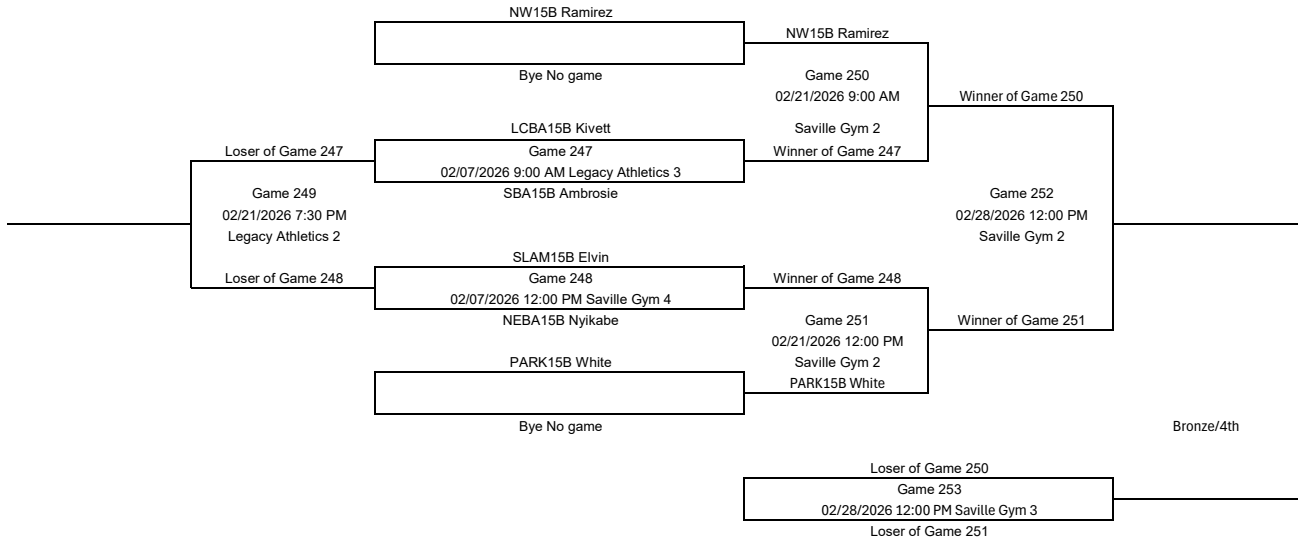 NW15B Ramirez
NW15B Ramirez
Bye No game
Game 250
02/21/2026 9:00 AM
Winner of Game 250
LCBA15B Kivett
Saville Gym 2
Loser of Game 247
Game 247
Winner of Game 247
02/07/2026 9:00 AM Legacy Athletics 3
Game 249
SBA15B Ambrosie
Game 252
02/21/2026 7:30 PM
02/28/2026 12:00 PM
Legacy Athletics 2
Saville Gym 2
SLAM15B Elvin
Loser of Game 248
Game 248
Winner of Game 248
02/07/2026 12:00 PM Saville Gym 4
NEBA15B Nyikabe
Game 251
Winner of Game 251
02/21/2026 12:00 PM
PARK15B White
Saville Gym 2
PARK15B White
Bye No game
Bronze/4th
Loser of Game 250
Game 253
02/28/2026 12:00 PM Saville Gym 3
Loser of Game 251